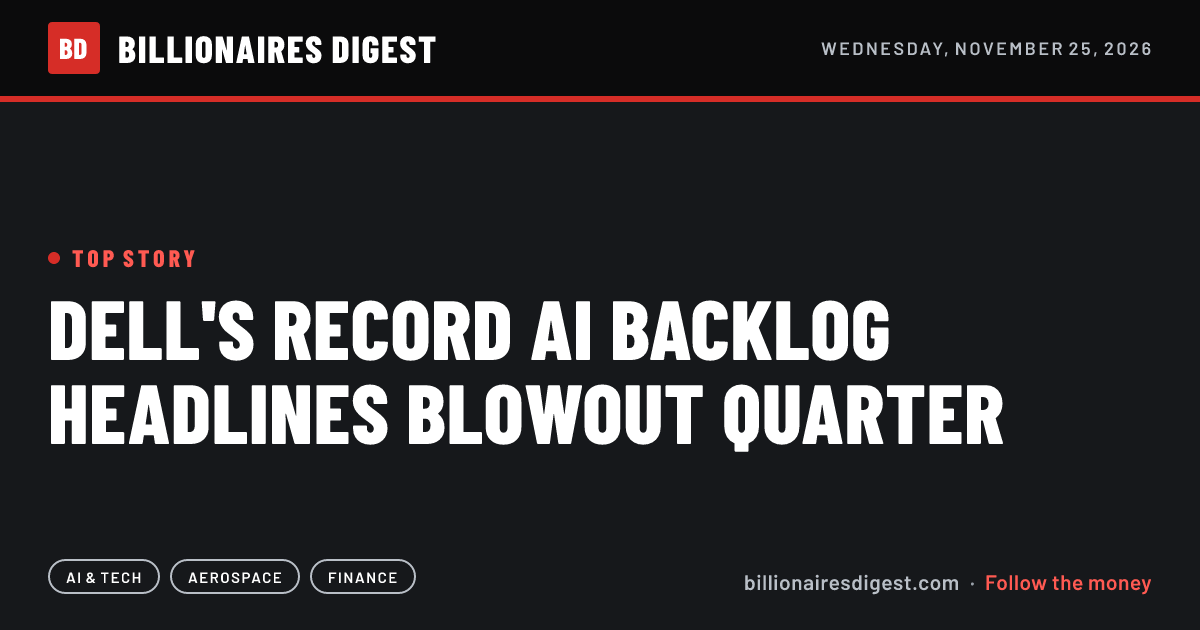 BD
BILLIONAIRES DIGEST
WEDNESDAY, NOVEMBER 25, 2026
TOP STORY
DELL'S RECORD AI BACKLOG
HEADLINES BLOWOUT QUARTER
AI & TECH
AEROSPACE
FINANCE
billionairesdigest.com · Follow the money